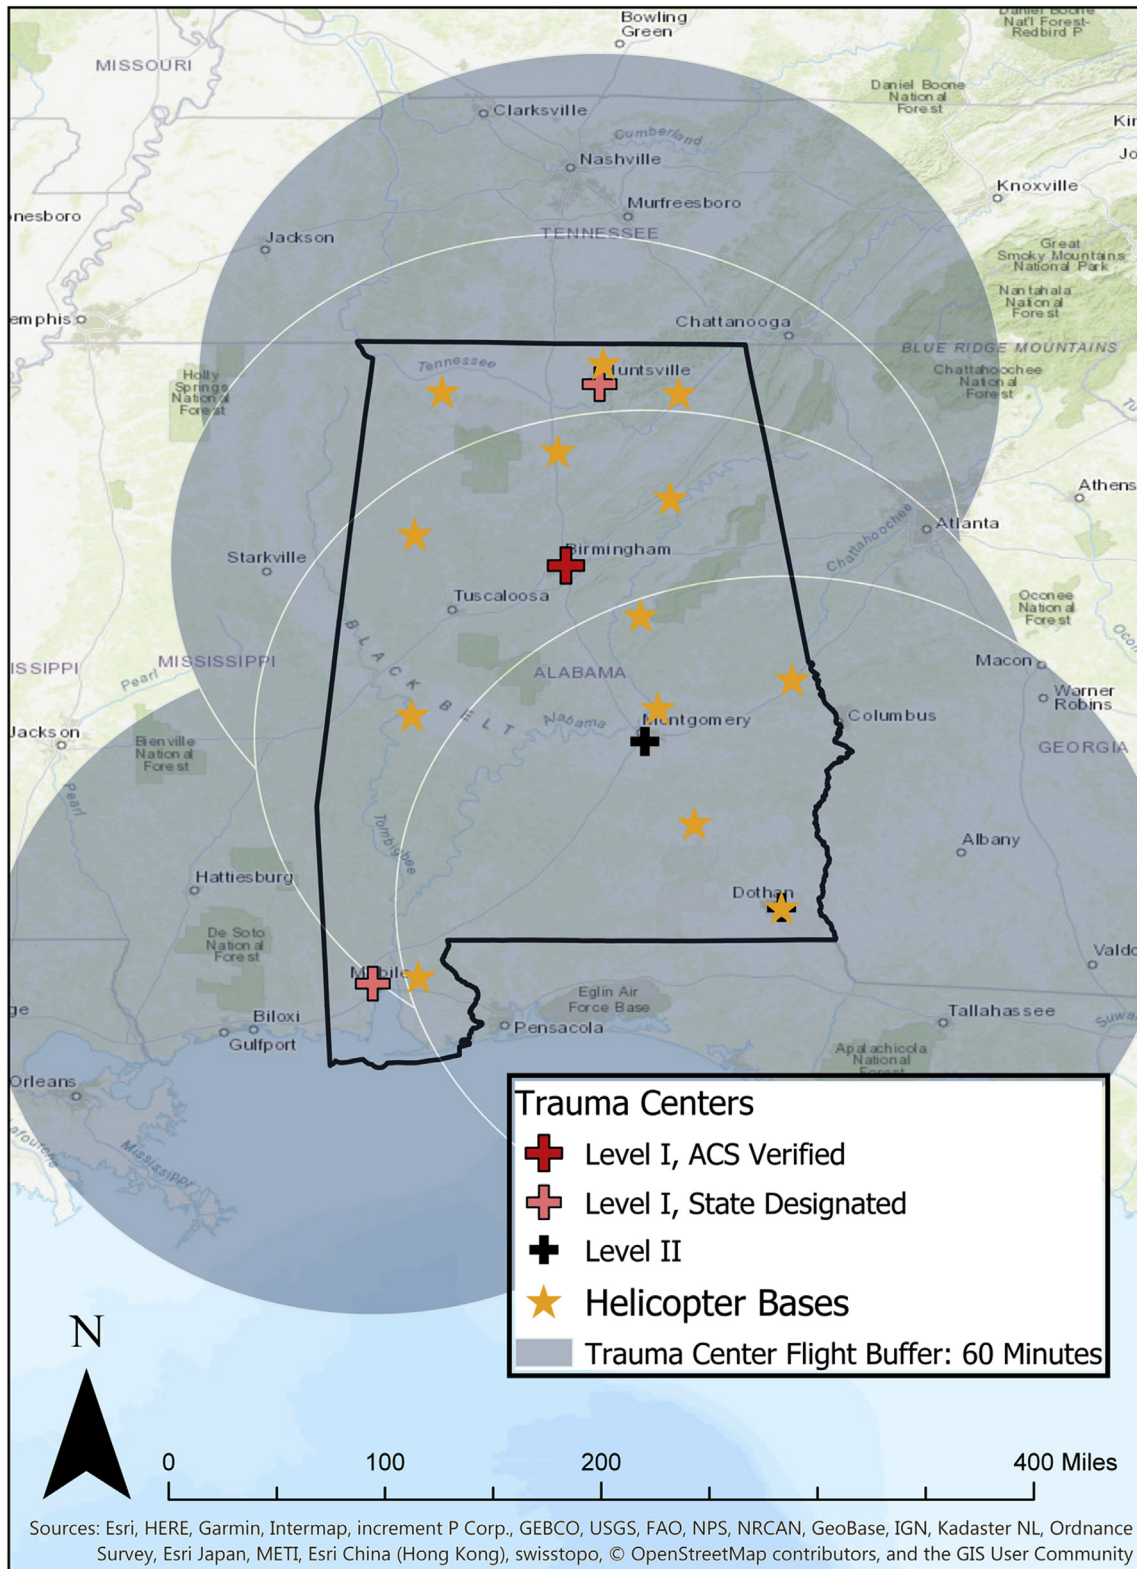 Bowling
Green
Daniel Boone
Nat'l Forest-
Redbird P
MISSOURI
Daniel Boone
National
Forest
Clarksville
Cumberland
Nashville
Knoxville
nesboro
Murfreesboro
Jackson
TENNESSEE
Great
Smoky Mountains
National Park
Nantahala
National
Forest
emphis
Chattanooga
BLUE RIDGE MOUNTAINS
Tennessee
Huntsville
Holly
Springs
National
Forest
Chattahoochee
National
Forest
Athens
Atlanta
Chattahoochee
Birmingham
Starkville
Tuscaloosa
Oconee
National
Forest
BLACK BELT
ISSIPPI
MISSISSIPPI
Pearl
ALABAMA
Macon
Warner
Robins
Alabama
Montgomery
Columbus
Jackson
Bienville
National
Forest
GEORGIA
Pearl
Tombigbee
Albany
Hattiesburg
Dothan
De Soto
National
Forest
Mobile
Eglin Air
Force Base
Biloxi
Gulfport
Pensacola
Tallahassee
Apalachicola
National
Forest
Orleans
Mississippi
Trauma Centers
Level I, ACS Verified
Level I, State Designated
Level II
Helicopter Bases
Trauma Center Flight Buffer: 60 Minutes
N
0 100 200 400 Miles
Sources: Esri, HERE, Garmin, Intermap, increment P Corp., GEBCO, USGS, FAO, NPS, NRCAN, GeoBase, IGN, Kadaster NL, Ordnance
Survey, Esri Japan, METI, Esri China (Hong Kong), swisstopo, © OpenStreetMap contributors, and the GIS User Community